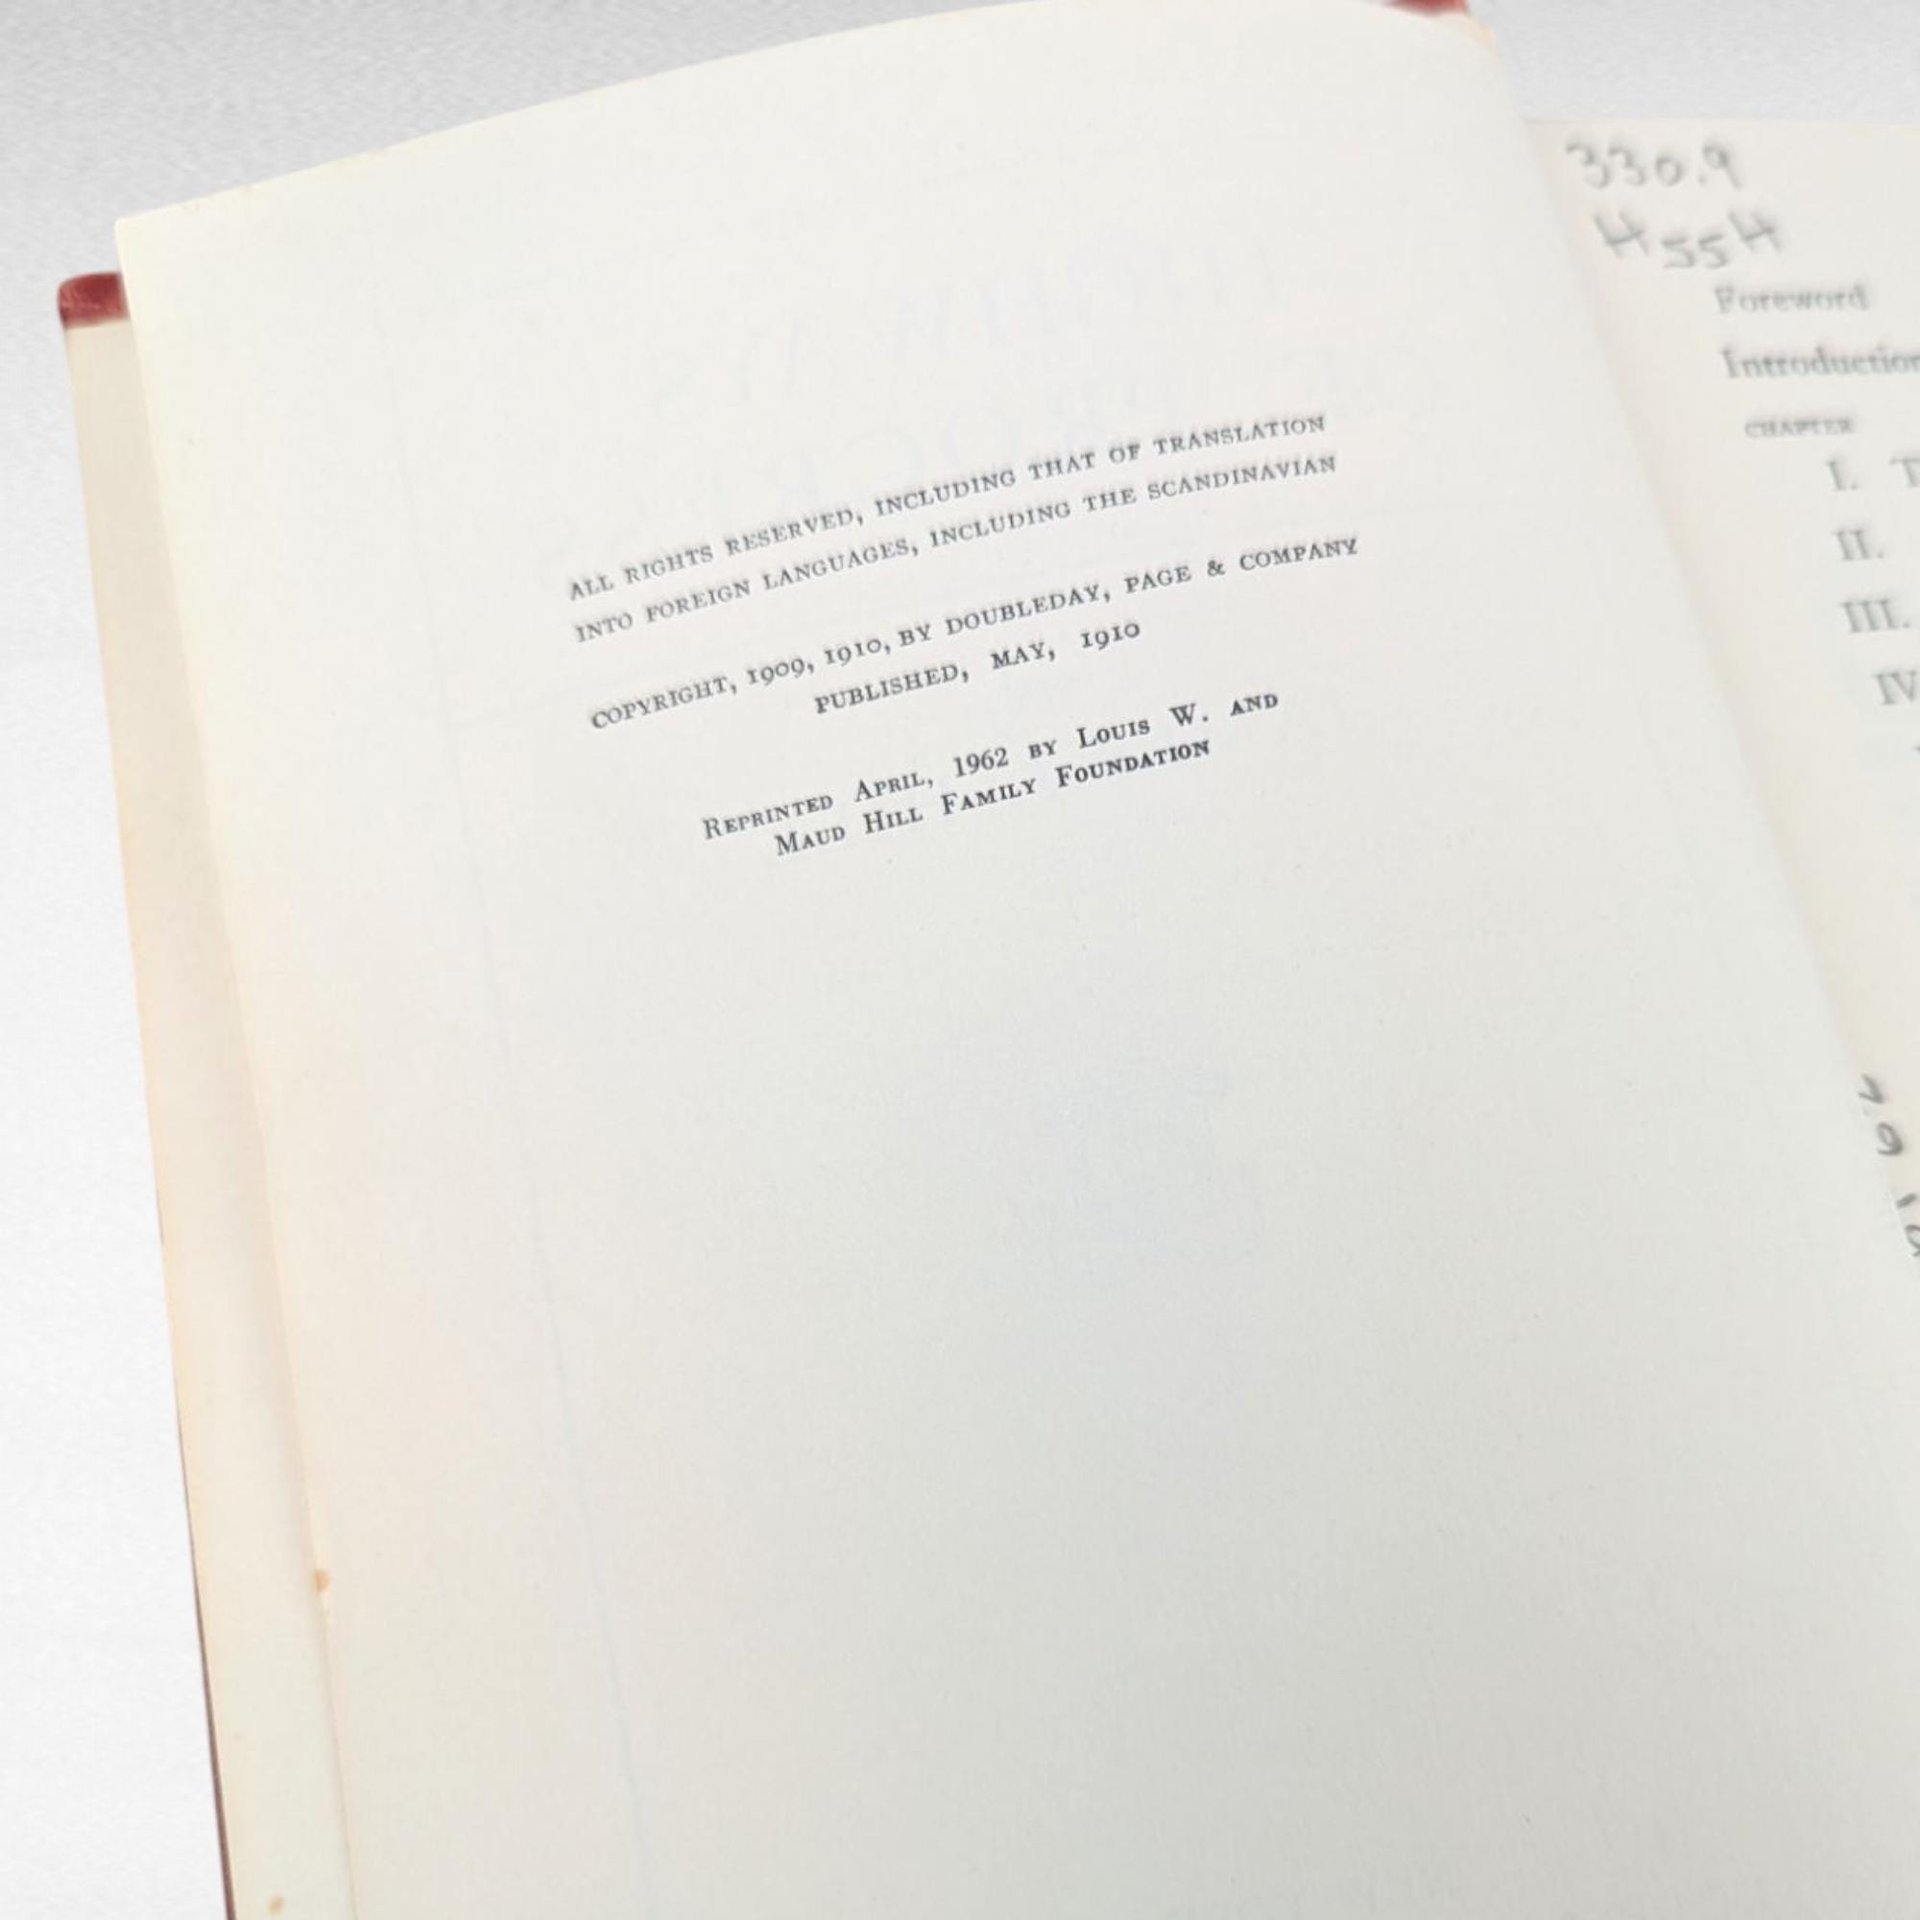 ALL RIGHTS RESERVED, INCLUDING THAT OF TRANSLATION
INTO FOREIGN LANGUAGES, INCLUDING THE SCANDINAVIAN
COPYRIGHT, 1909, 1910, BY DOUBLEDAY, PAGE & COMPANY
PUBLISHED, MAY, 1910
REPRINTED APRIL, 1962 BY LOUIS W. AND
MAUD HILL FAMILY FOUNDATION
330.9
H55H
Foreword
Introduction
CHAPTER
I.
II.
III.
IV